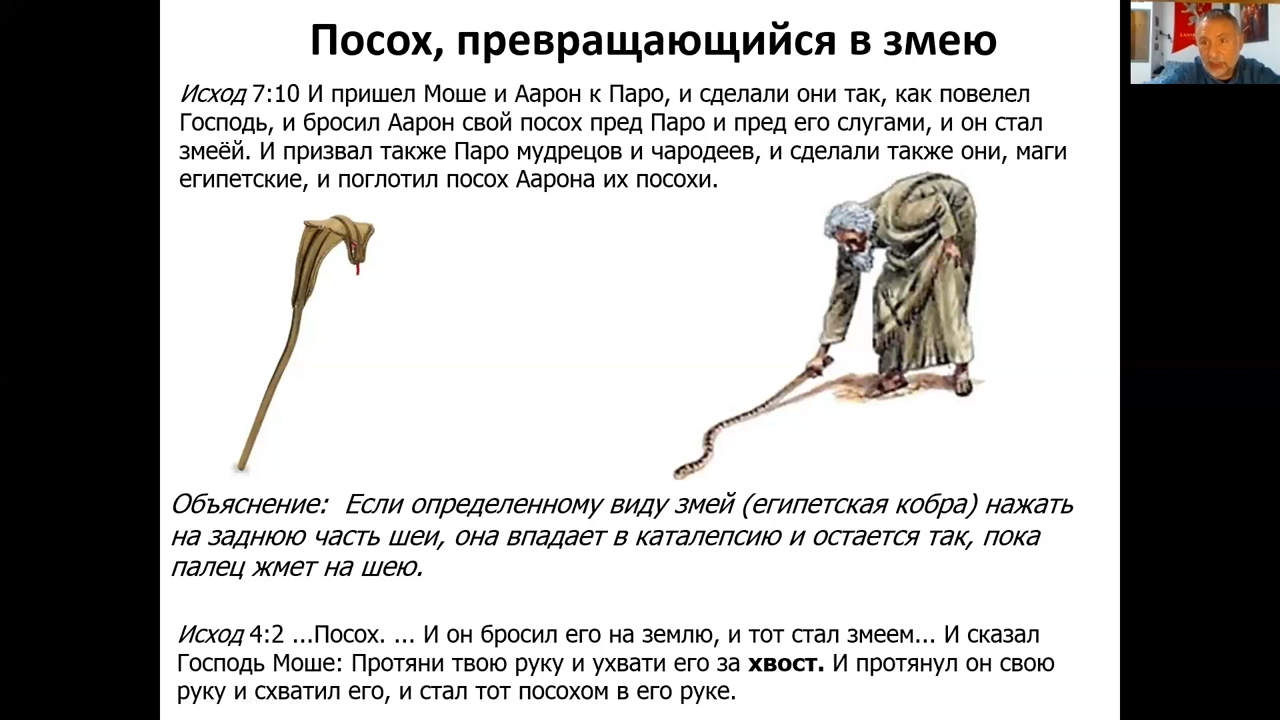 Посох, превращающийся в змею
Исход 7:10 И пришел Моше и Аарон к Паро, и сделали они так, как повелел
Господь, и бросил Аарон свой посох пред Паро и пред его слугами, и он стал
змеёй. И призвал также Паро мудрецов и чародеев, и сделали также они, маги
египетские, и поглотил посох Аарона их посохи.
Объяснение: Если определенному виду змей (египетская кобра) нажать
на заднюю часть шеи, она впадает в каталепсию и остается так, пока
палец жмет на шею.
Исход 4:2 ...Посох. ... И он бросил его на землю, и тот стал змеем... И сказал
Господь Моше: Протяни твою руку и ухвати его за хвост. И протянул он свою
руку и схватил его, и стал тот посохом в его руке.